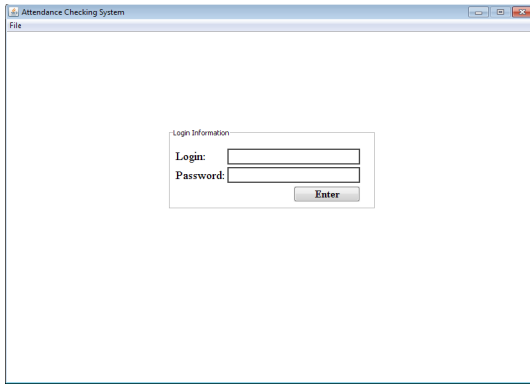 Attendance Checking System
File
Login Information
Login:
Password:
Enter